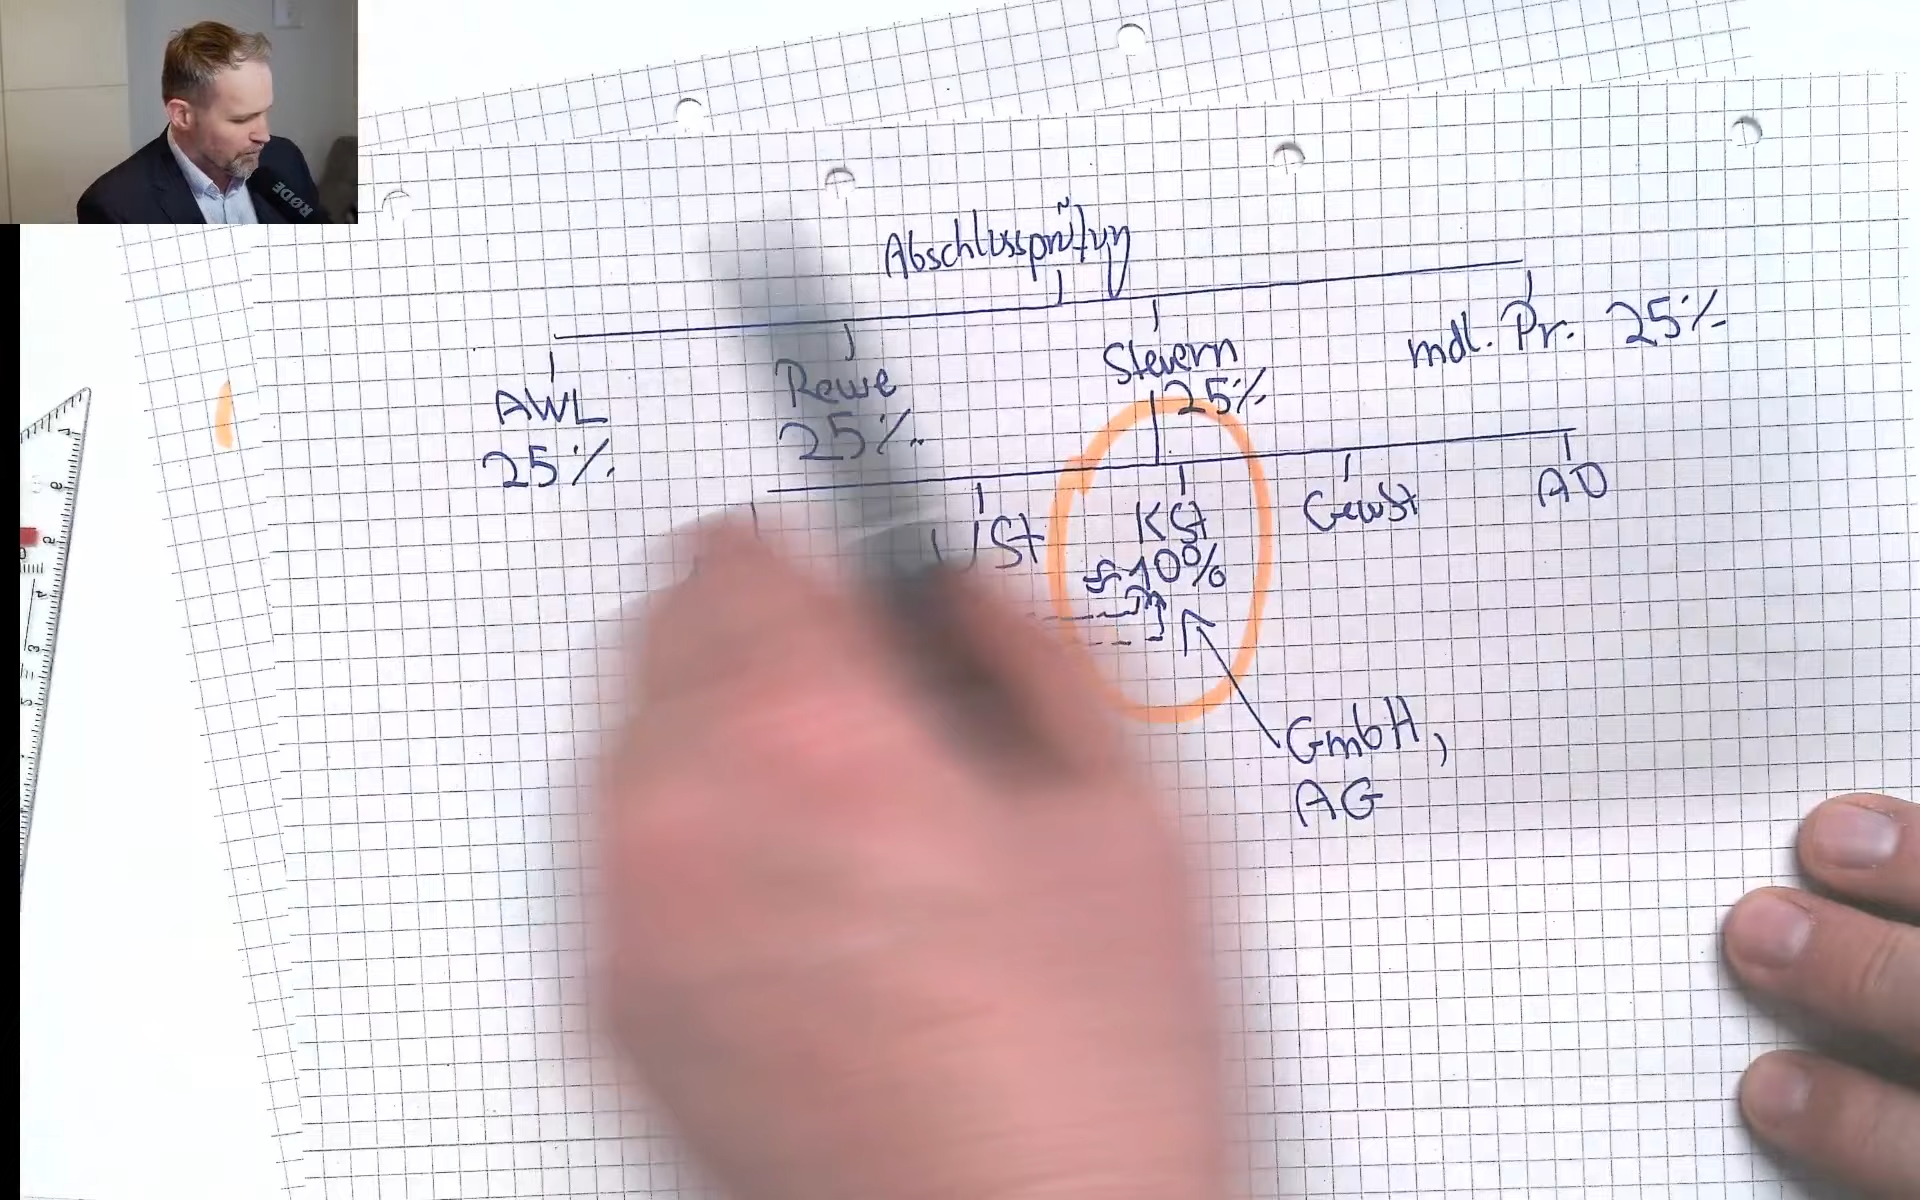 RØDE
Abschlussprüfung
AWL
25%
Rewe
25%
Steuern
25%
mdl. Pr. 25%
USt
KSt
≈ 10%
GewSt
AO
GmbH,
AG